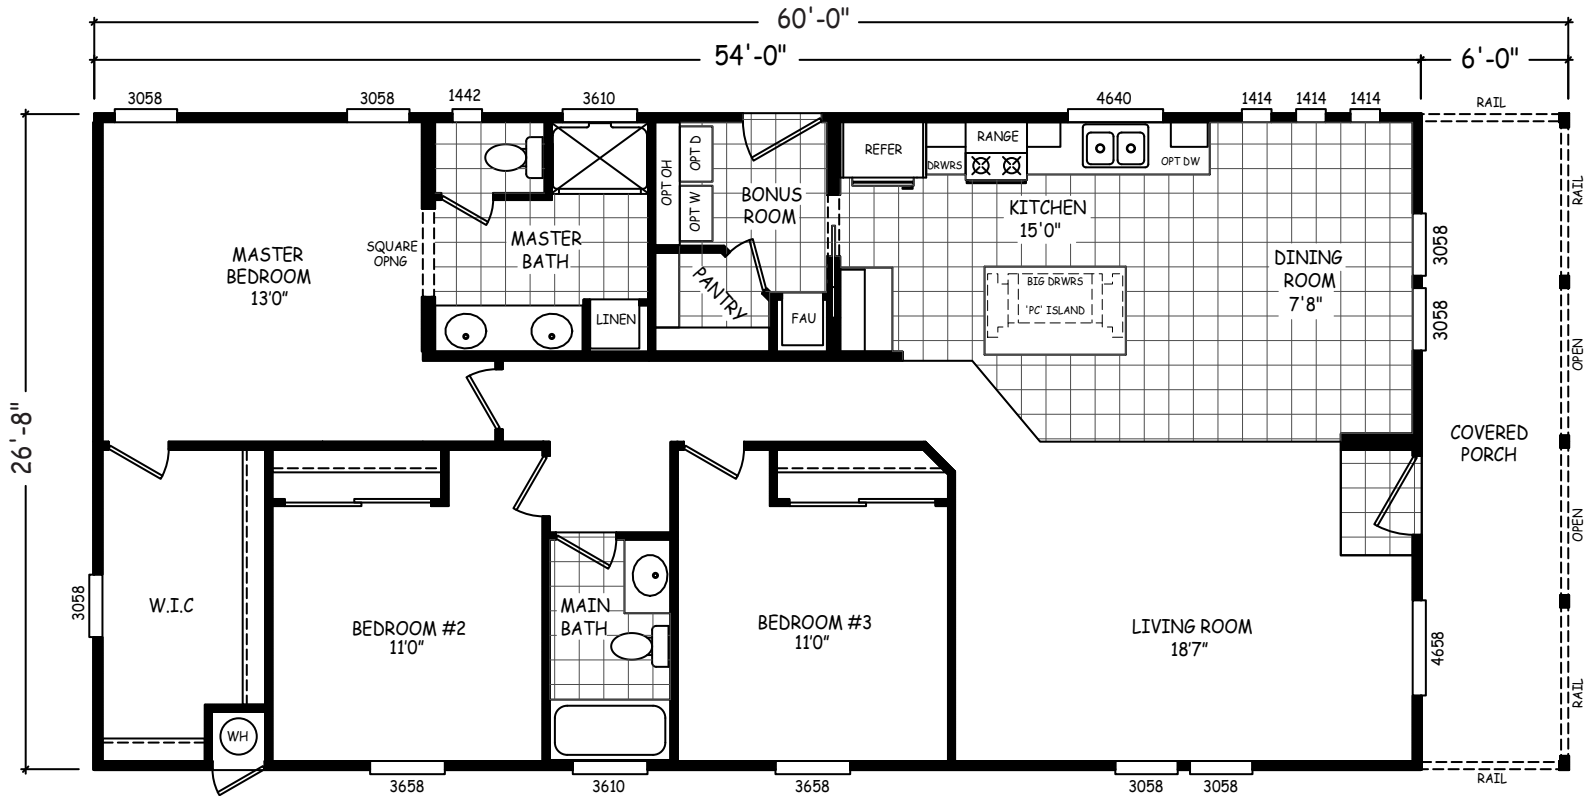 60'-0"
54'-0"
6'-0"
3058
3058
1442
3610
4640
1414
1414
1414
RAIL
REFER
DRWRS
RANGE
OPT DW
OPT OH
OPT D
OPT W
BONUS
ROOM
KITCHEN
15'0"
RAIL
MASTER
BEDROOM
13'0"
SQUARE
OPNG
MASTER
BATH
PANTRY
DINING
ROOM
7'8"
3058
3058
BIG DRWRS
'PC' ISLAND
LINEN
FAU
OPEN
26'-8"
COVERED
PORCH
OPEN
3058
W.I.C
BEDROOM #2
11'0"
MAIN
BATH
BEDROOM #3
11'0"
LIVING ROOM
18'7"
4658
RAIL
WH
3658
3610
3658
3058
3058
RAIL